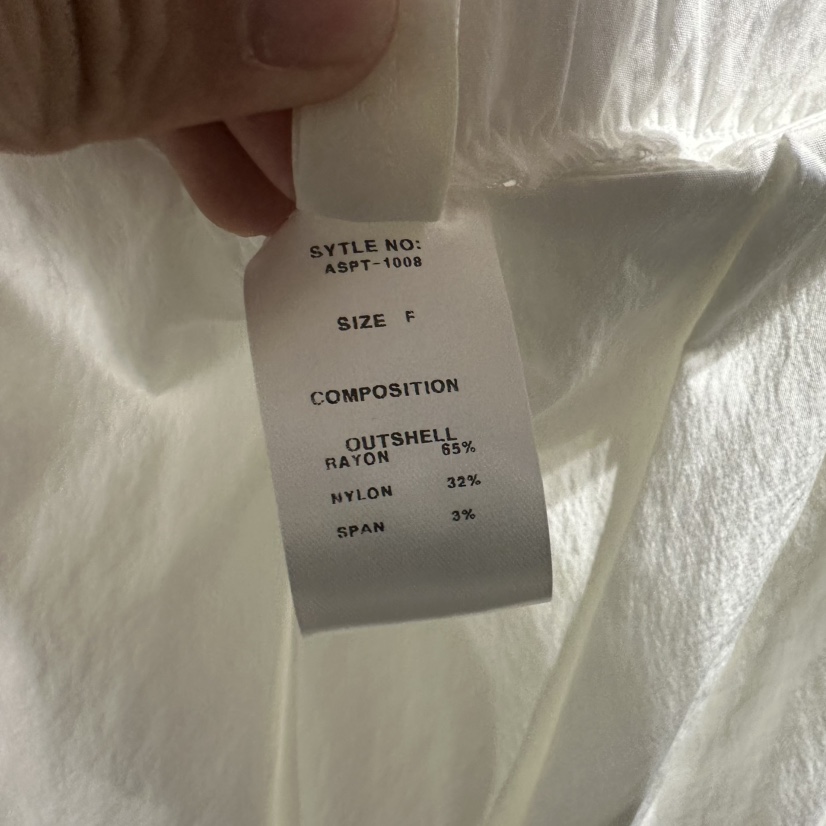 SYTLE NO:
ASPT-1008
SIZE F
COMPOSITION
OUTSHELL
RAYON 65%
NYLON 32%
SPAN 3%